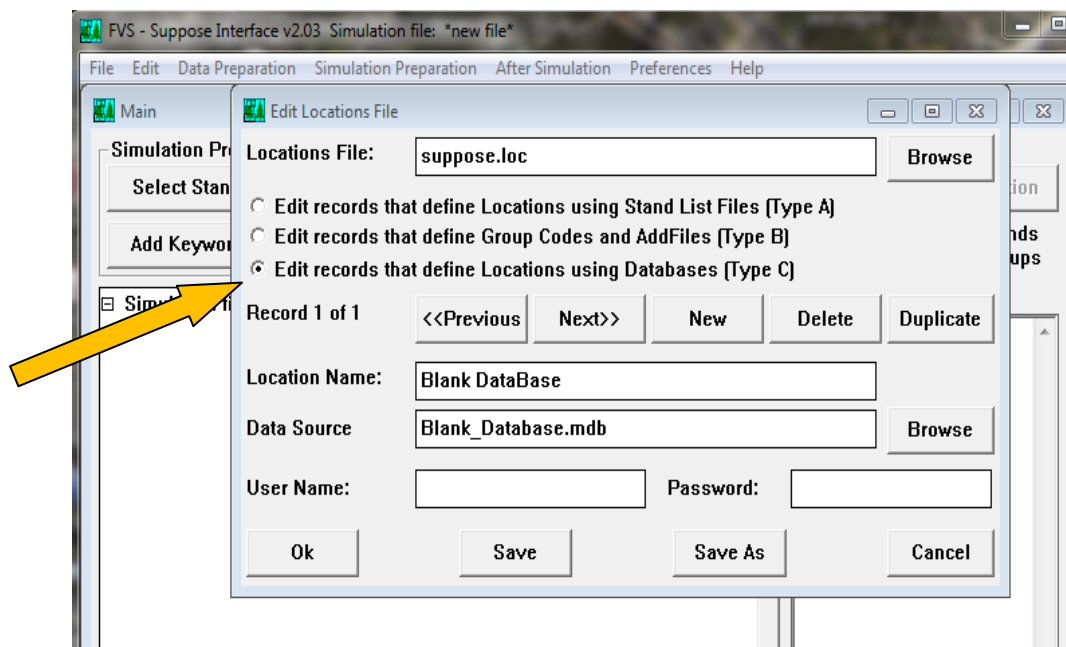 FVS - Suppose Interface v2.03 Simulation file: *new file*
File Edit Data Preparation Simulation Preparation After Simulation Preferences Help
Main
Edit Locations File
Simulation Pr
Locations File: suppose.loc Browse
Select Stan
Edit records that define Locations using Stand List Files (Type A)
Add Keywor
Edit records that define Group Codes and AddFiles (Type B)
nds
ups
Edit records that define Locations using Databases (Type C)
Record 1 of 1 <<Previous Next>> New Delete Duplicate
Location Name: Blank DataBase
Data Source Blank_Database.mdb Browse
User Name: Password:
Ok Save Save As Cancel